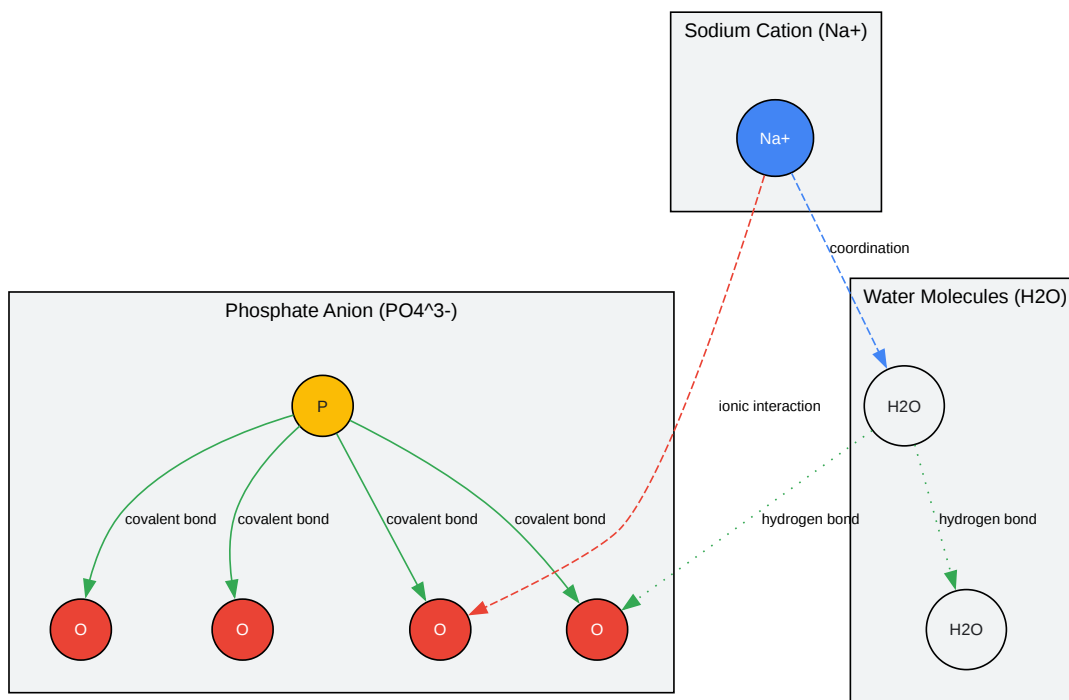 Sodium Cation (Na+)
Na+
coordination
Phosphate Anion (PO4^3-)
Water Molecules (H2O)
P
ionic interaction
H2O
covalent bond
covalent bond
covalent bond
covalent bond
hydrogen bond
hydrogen bond
O
O
O
O
H2O